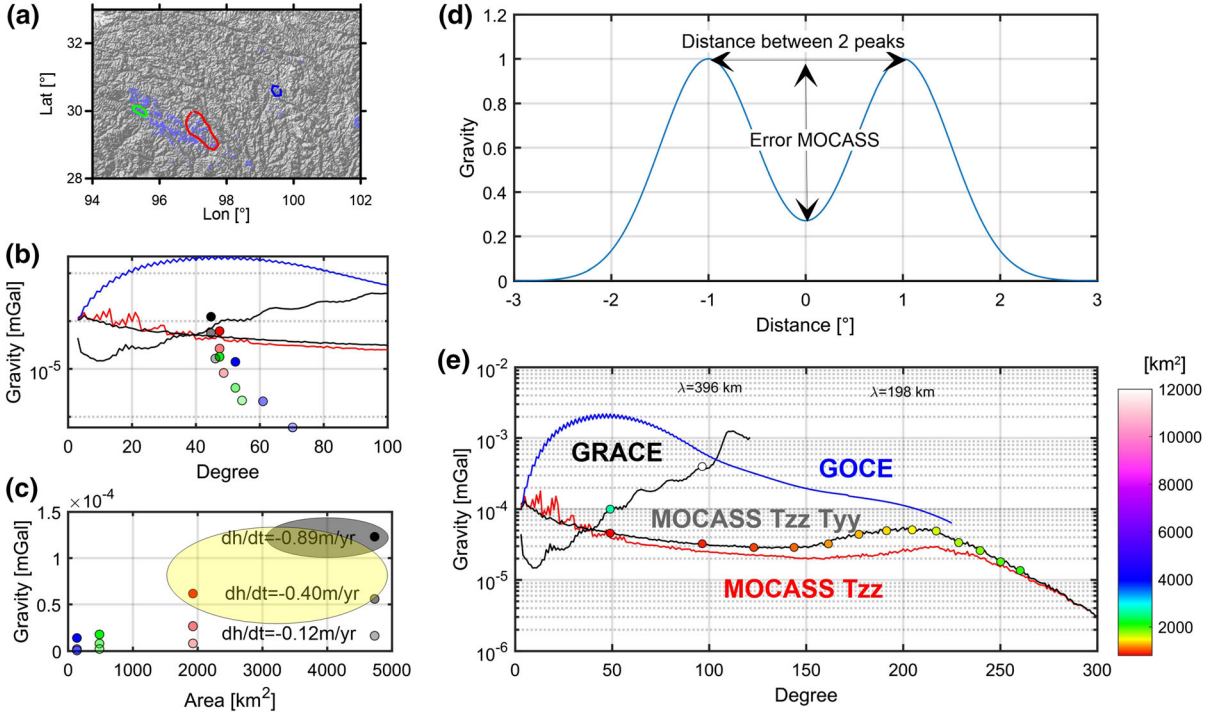 (a)
32
30
28
Lat [°]
94
96
98
100
102
Lon [°]
(b)
10-5
Gravity [mGal]
0
20
40
60
80
100
Degree
(c)
×10-4
1.5
1
0.5
0
Gravity [mGal]
dh/dt=-0.89m/yr
dh/dt=-0.40m/yr
dh/dt=-0.12m/yr
0
1000
2000
3000
4000
5000
Area [km2]
(d)
1.2
1
0.8
0.6
0.4
0.2
0
Gravity
Distance between 2 peaks
Error MOCASS
-3
-2
-1
0
1
2
3
Distance [°]
(e)
10-2
10-3
10-4
10-5
10-6
Gravity [mGal]
λ=396 km
λ=198 km
GRACE
GOCE
MOCASS Tzz Tyy
MOCASS Tzz
0
50
100
150
200
250
300
Degree
[km2]
12000
10000
8000
6000
4000
2000